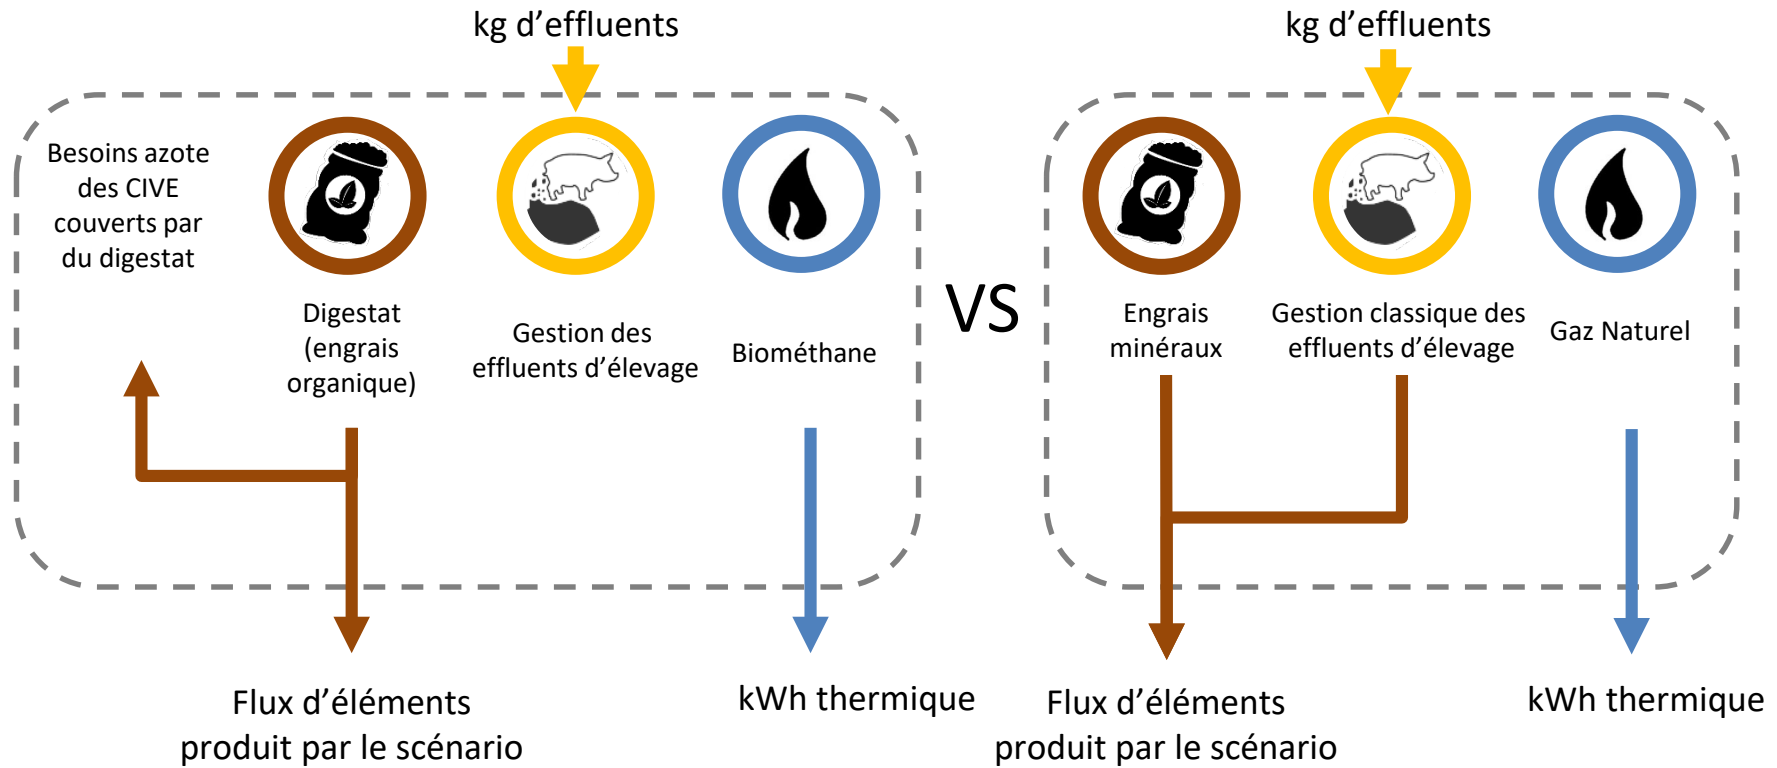 kg d’effluents
Besoins azote
des CIVE
couverts par
du digestat
Digestat
(engrais
organique)
Gestion des
effluents d’élevage
Biométhane
Flux d’éléments
produit par le scénario
kWh thermique
VS
kg d’effluents
Engrais
minéraux
Gestion classique des
effluents d’élevage
Gaz Naturel
Flux d’éléments
produit par le scénario
kWh thermique